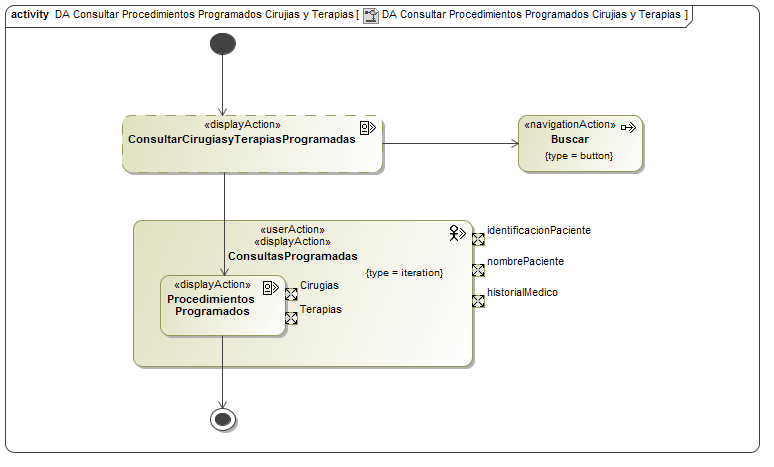 activity DA Consultar Procedimientos Programados Cirujias y Terapias [ DA Consultar Procedimientos Programados Cirujias y Terapias ]
«displayAction»
ConsultarCirugiasyTerapiasProgramadas
«navigationAction»
Buscar
{type = button}
«userAction»
«displayAction»
ConsultasProgramadas
{type = iteration}
identificacionPaciente
nombrePaciente
historialMedico
«displayAction»
Procedimientos
Programados
Cirugias
Terapias